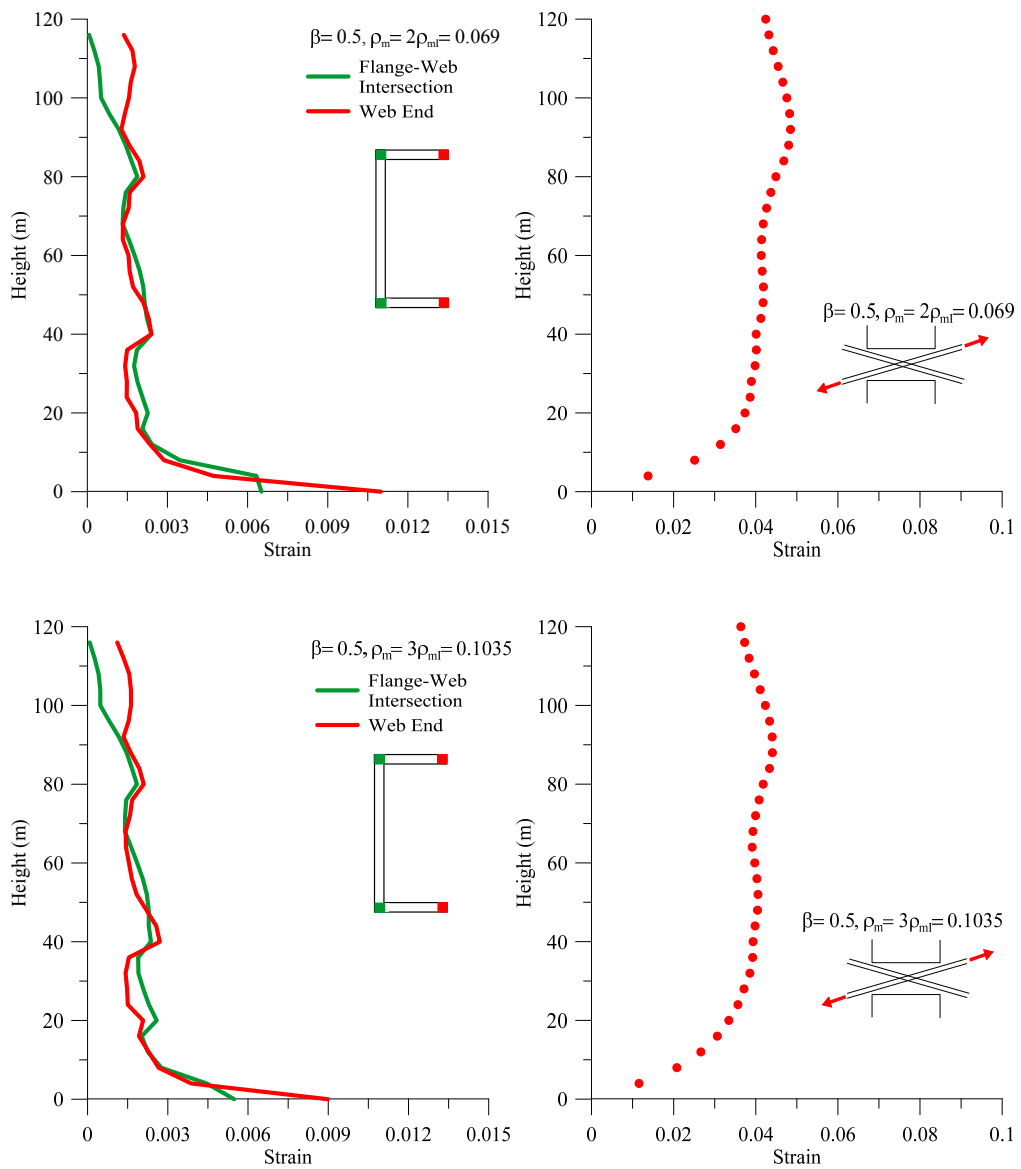 β= 0.5, ρₘ= 2ρₘₗ= 0.069
Flange-Web
Intersection
Web End
Height (m)
120
100
80
60
40
20
0
0 0.003 0.006 0.009 0.012 0.015
Strain
β= 0.5, ρₘ= 2ρₘₗ= 0.069
Height (m)
120
100
80
60
40
20
0
0 0.02 0.04 0.06 0.08 0.1
Strain
β= 0.5, ρₘ= 3ρₘₗ= 0.1035
Flange-Web
Intersection
Web End
Height (m)
120
100
80
60
40
20
0
0 0.003 0.006 0.009 0.012 0.015
Strain
β= 0.5, ρₘ= 3ρₘₗ= 0.1035
Height (m)
120
100
80
60
40
20
0
0 0.02 0.04 0.06 0.08 0.1
Strain